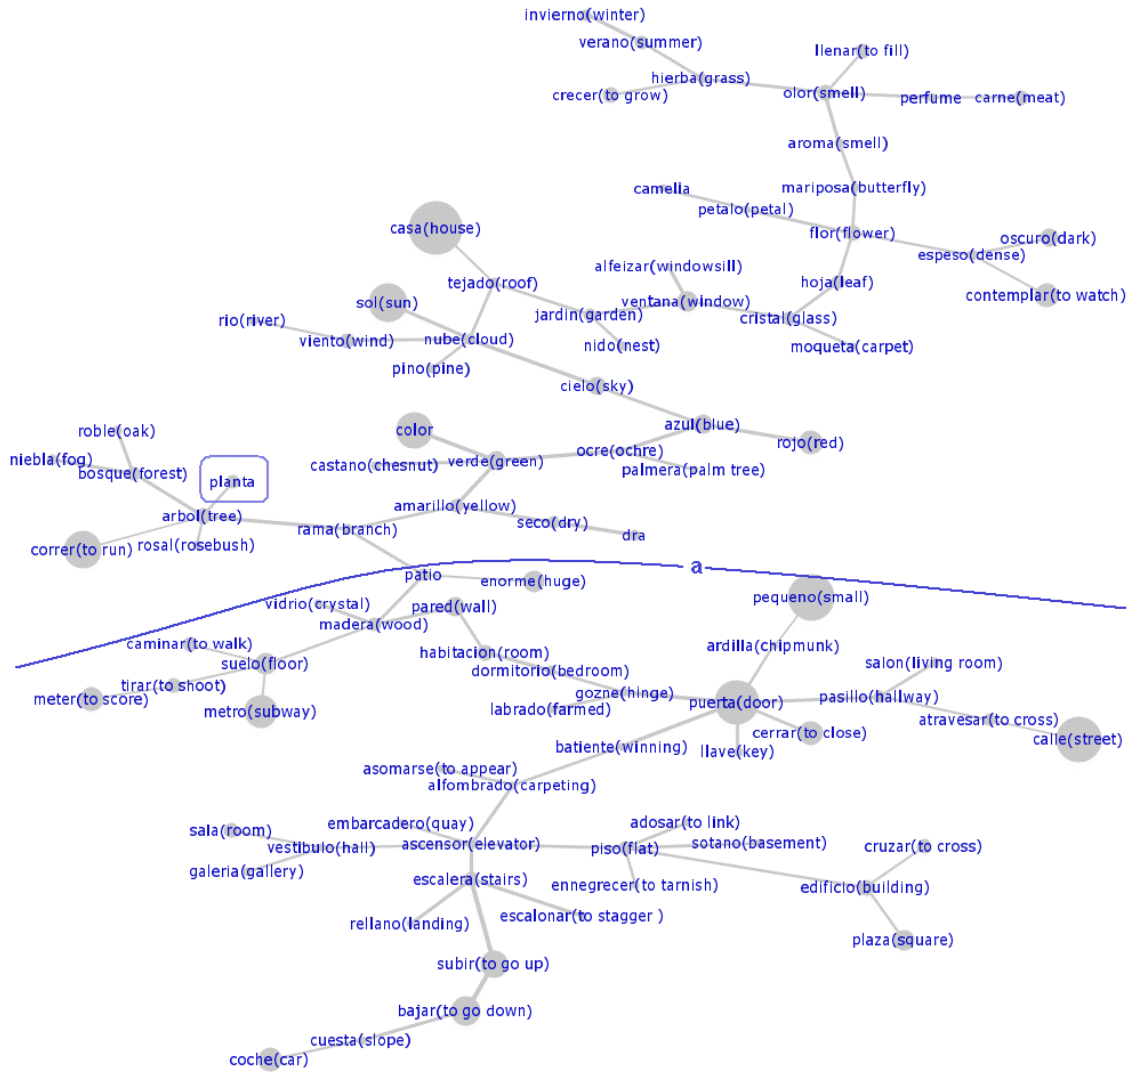 invierno(winter)
verano(summer)
llenar(to fill)
hierba(grass)
crecer(to grow)
olor(smell)
perfume
carne(meat)
aroma(smell)
camelia
mariposa(butterfly)
petalo(petal)
casa(house)
flor(flower)
oscuro(dark)
espeso(dense)
alfeizar(windowsill)
tejado(roof)
hoja(leaf)
contemplar(to watch)
sol(sun)
ventana(window)
jardin(garden)
cristal(glass)
rio(river)
viento(wind)
nube(cloud)
nido(nest)
moqueta(carpet)
pino(pine)
cielo(sky)
azul(blue)
roble(oak)
color
rojo(red)
ocre(ochre)
niebla(fog)
castano(chesnut)
verde(green)
palmera(palm tree)
bosque(forest)
planta
amarillo(yellow)
arbol(tree)
rama(branch)
seco(dry)
dra
correr(to run)
rosal(rosebush)
a
patio
enorme(huge)
pequeno(small)
vidrio(crystal)
pared(wall)
madera(wood)
caminar(to walk)
ardilla(chipmunk)
habitacion(room)
suelo(floor)
salon(living room)
dormitorio(bedroom)
tirar(to shoot)
gozne(hinge)
meter(to score)
puerta(door)
pasillo(hallway)
metro(subway)
labrado(farmed)
atravesar(to cross)
cerrar(to close)
calle(street)
batiente(winning)
llave(key)
asomarse(to appear)
alfombrado(carpeting)
embarcadero(quay)
adosar(to link)
sala(room)
vestibulo(hall)
ascensor(elevator)
piso(flat)
sotano(basement)
cruzar(to cross)
galeria(gallery)
escalera(stairs)
ennegrecer(to tarnish)
edificio(building)
rellano(landing)
escalonar(to stagger )
plaza(square)
subir(to go up)
bajar(to go down)
cuesta(slope)
coche(car)